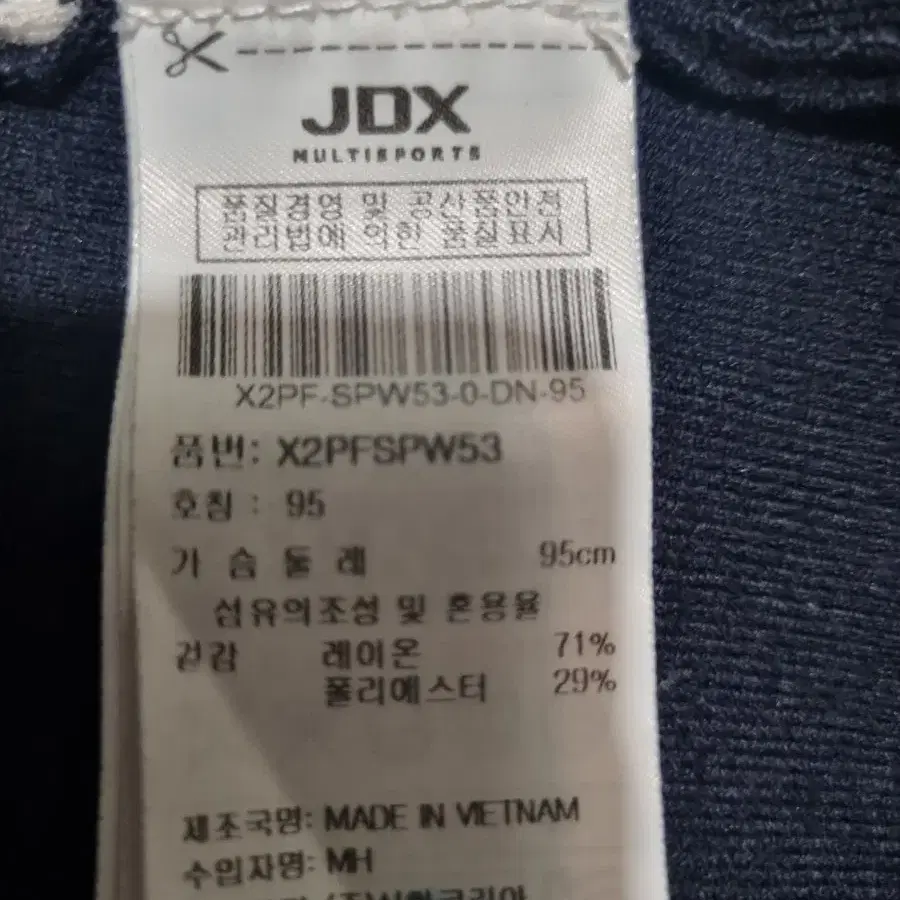 JDX
MULTISPORTS
품질경영 및 공산품안전
관리법에 의한 품질표시
X2PF-SPW53-0-DN-95
품번: X2PFSPW53
호칭 : 95
가 슴 둘 레 95cm
섬유의조성 및 혼용율
겉감 레이온 71%
폴리에스터 29%
제조국명: MADE IN VIETNAM
수입자명: MH